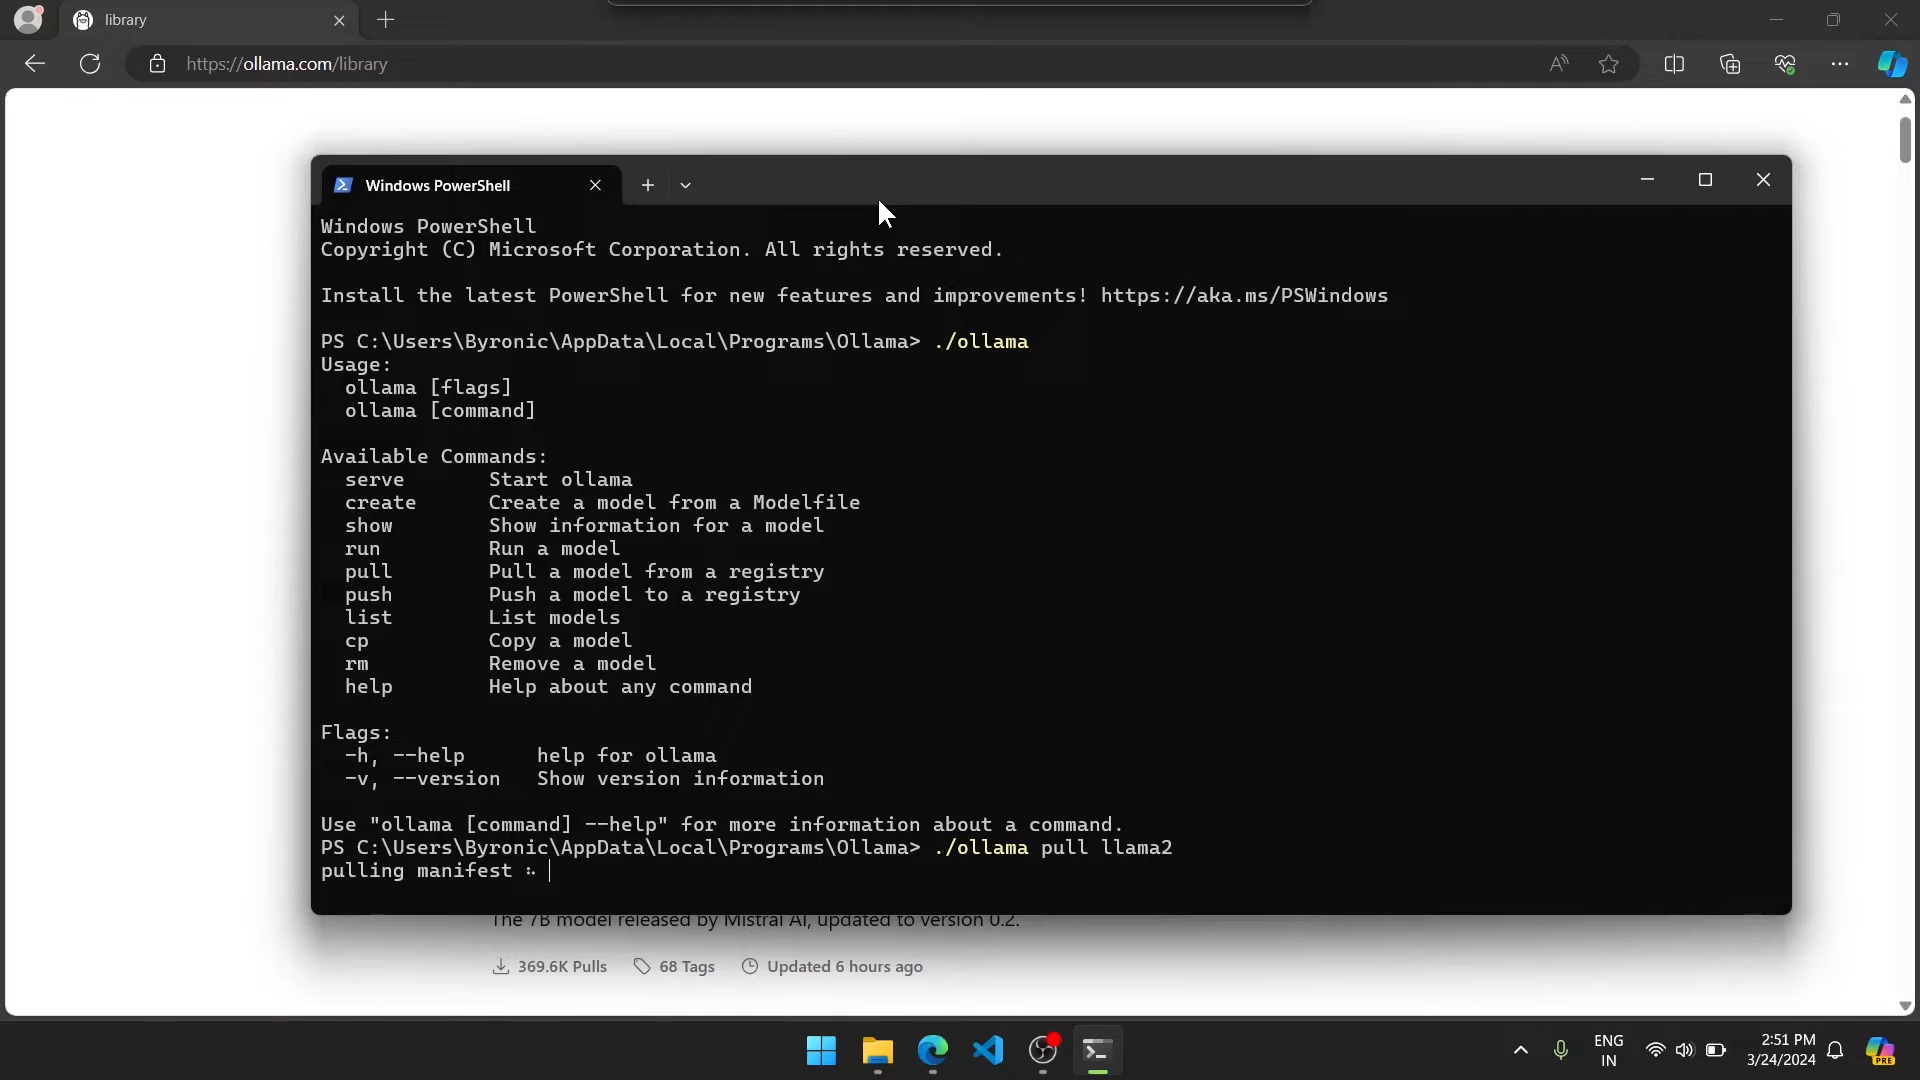 library
https://ollama.com/library
Windows PowerShell
Windows PowerShell
Copyright (C) Microsoft Corporation. All rights reserved.
Install the latest PowerShell for new features and improvements! https://aka.ms/PSWindows
PS C:\Users\Byronic\AppData\Local\Programs\Ollama> ./ollama
Usage:
ollama [flags]
ollama [command]
Available Commands:
serve Start ollama
create Create a model from a Modelfile
show Show information for a model
run Run a model
pull Pull a model from a registry
push Push a model to a registry
list List models
cp Copy a model
rm Remove a model
help Help about any command
Flags:
-h, --help help for ollama
-v, --version Show version information
Use "ollama [command] --help" for more information about a command.
PS C:\Users\Byronic\AppData\Local\Programs\Ollama> ./ollama pull llama2
pulling manifest
The 7B model released by Mistral AI, updated to version 0.2.
369.6K Pulls 68 Tags Updated 6 hours ago
ENG
IN
2:51 PM
3/24/2024
PRE